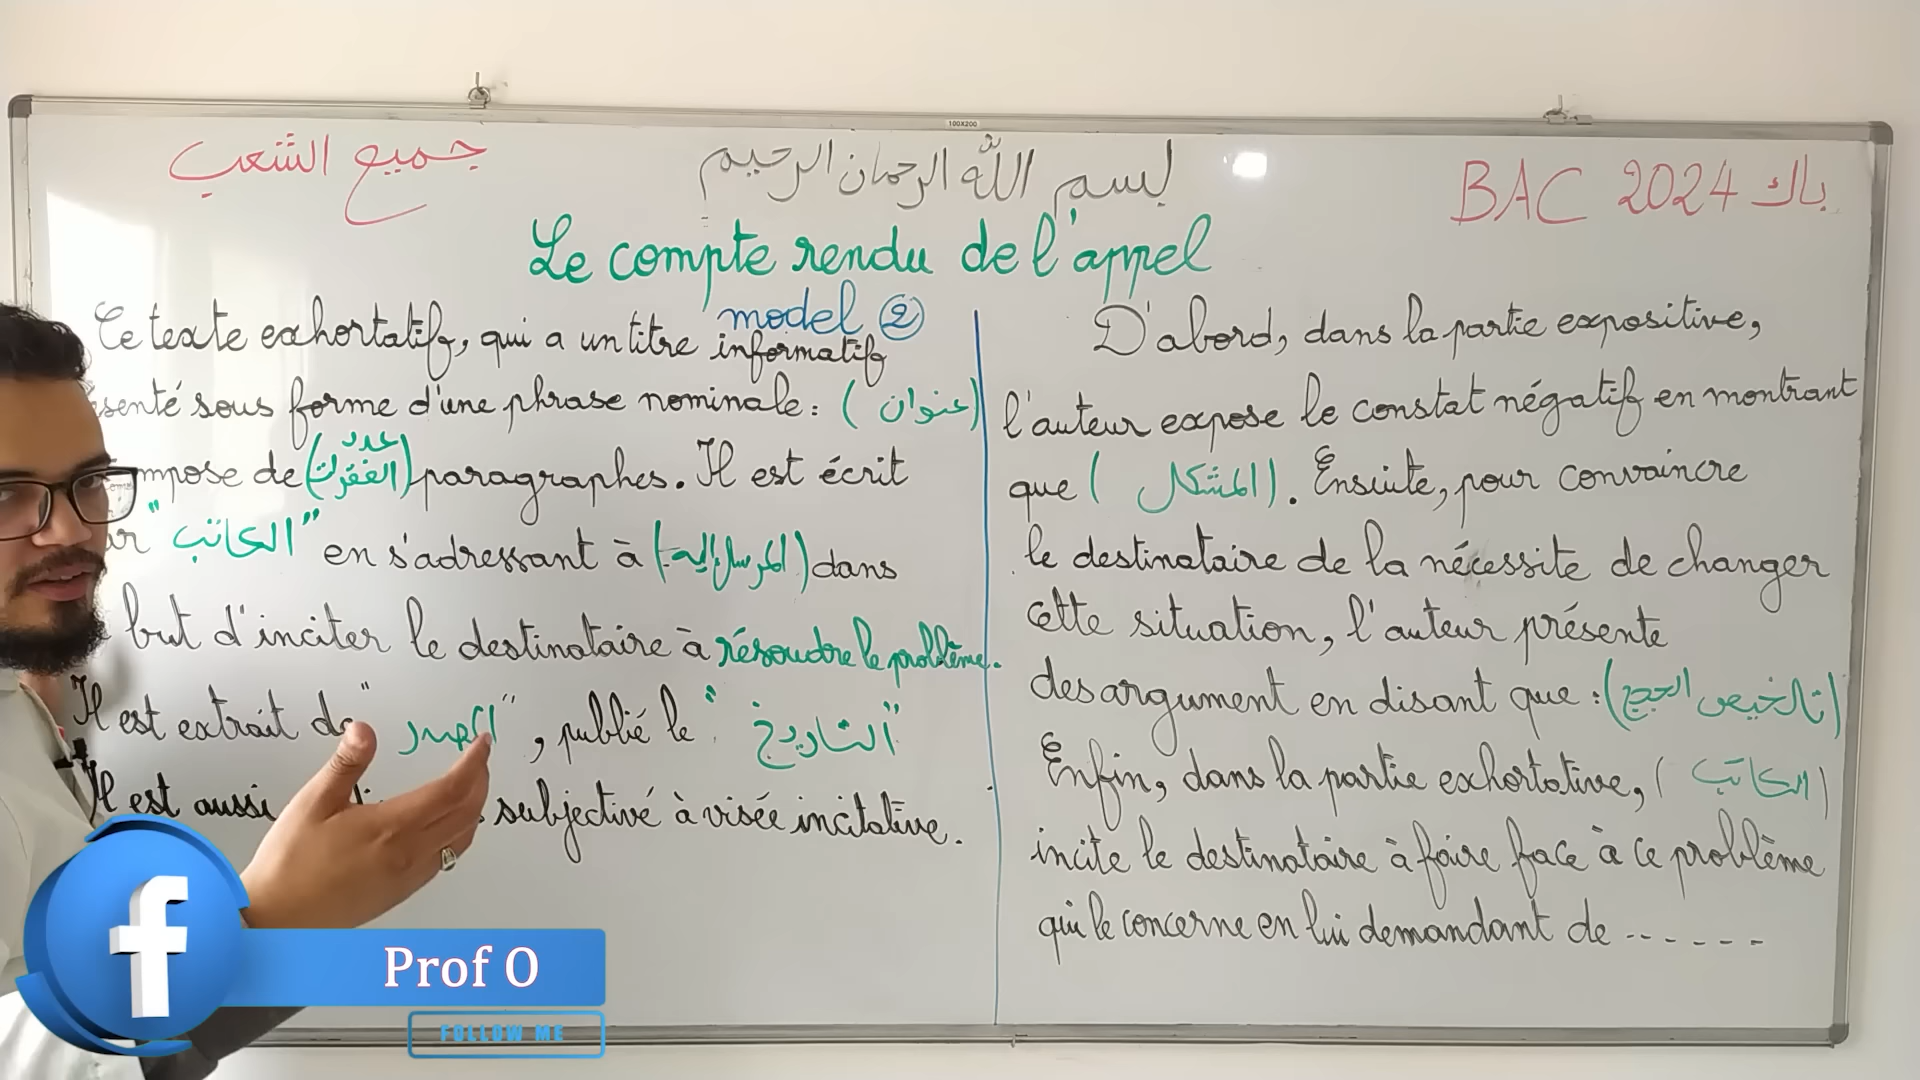 جميع الشعب
بسم الله الرحمان الرحيم
BAC 2024 باك
100X200
Le compte rendu de l'appel
model ②
Ce texte exhortatif, qui a un titre informatif
senté sous forme d'une phrase nominale : (عنوان)
mpose de (عدد الفقرات) paragraphes. Il est écrit
ar "الكاتب" en s'adressant à (المرسل إليه) dans
but d'inciter le destinataire à résoudre le problème.
Il est extrait de "المصدر", publié le "التاريخ"
Il est aussi subjectivé à visée incitative.
D'abord, dans la partie expositive,
l'auteur expose le constat négatif en montrant
que (المشكل). Ensuite, pour convaincre
le destinataire de la nécessite de changer
cette situation, l'auteur présente
des argument en disant que : (تالخيص الحجج)
Enfin, dans la partie exhortative, (الكاتب)
incite le destinataire à faire face à ce problème
qui le concerne en lui demandant de ------
Prof O
FOLLOW ME